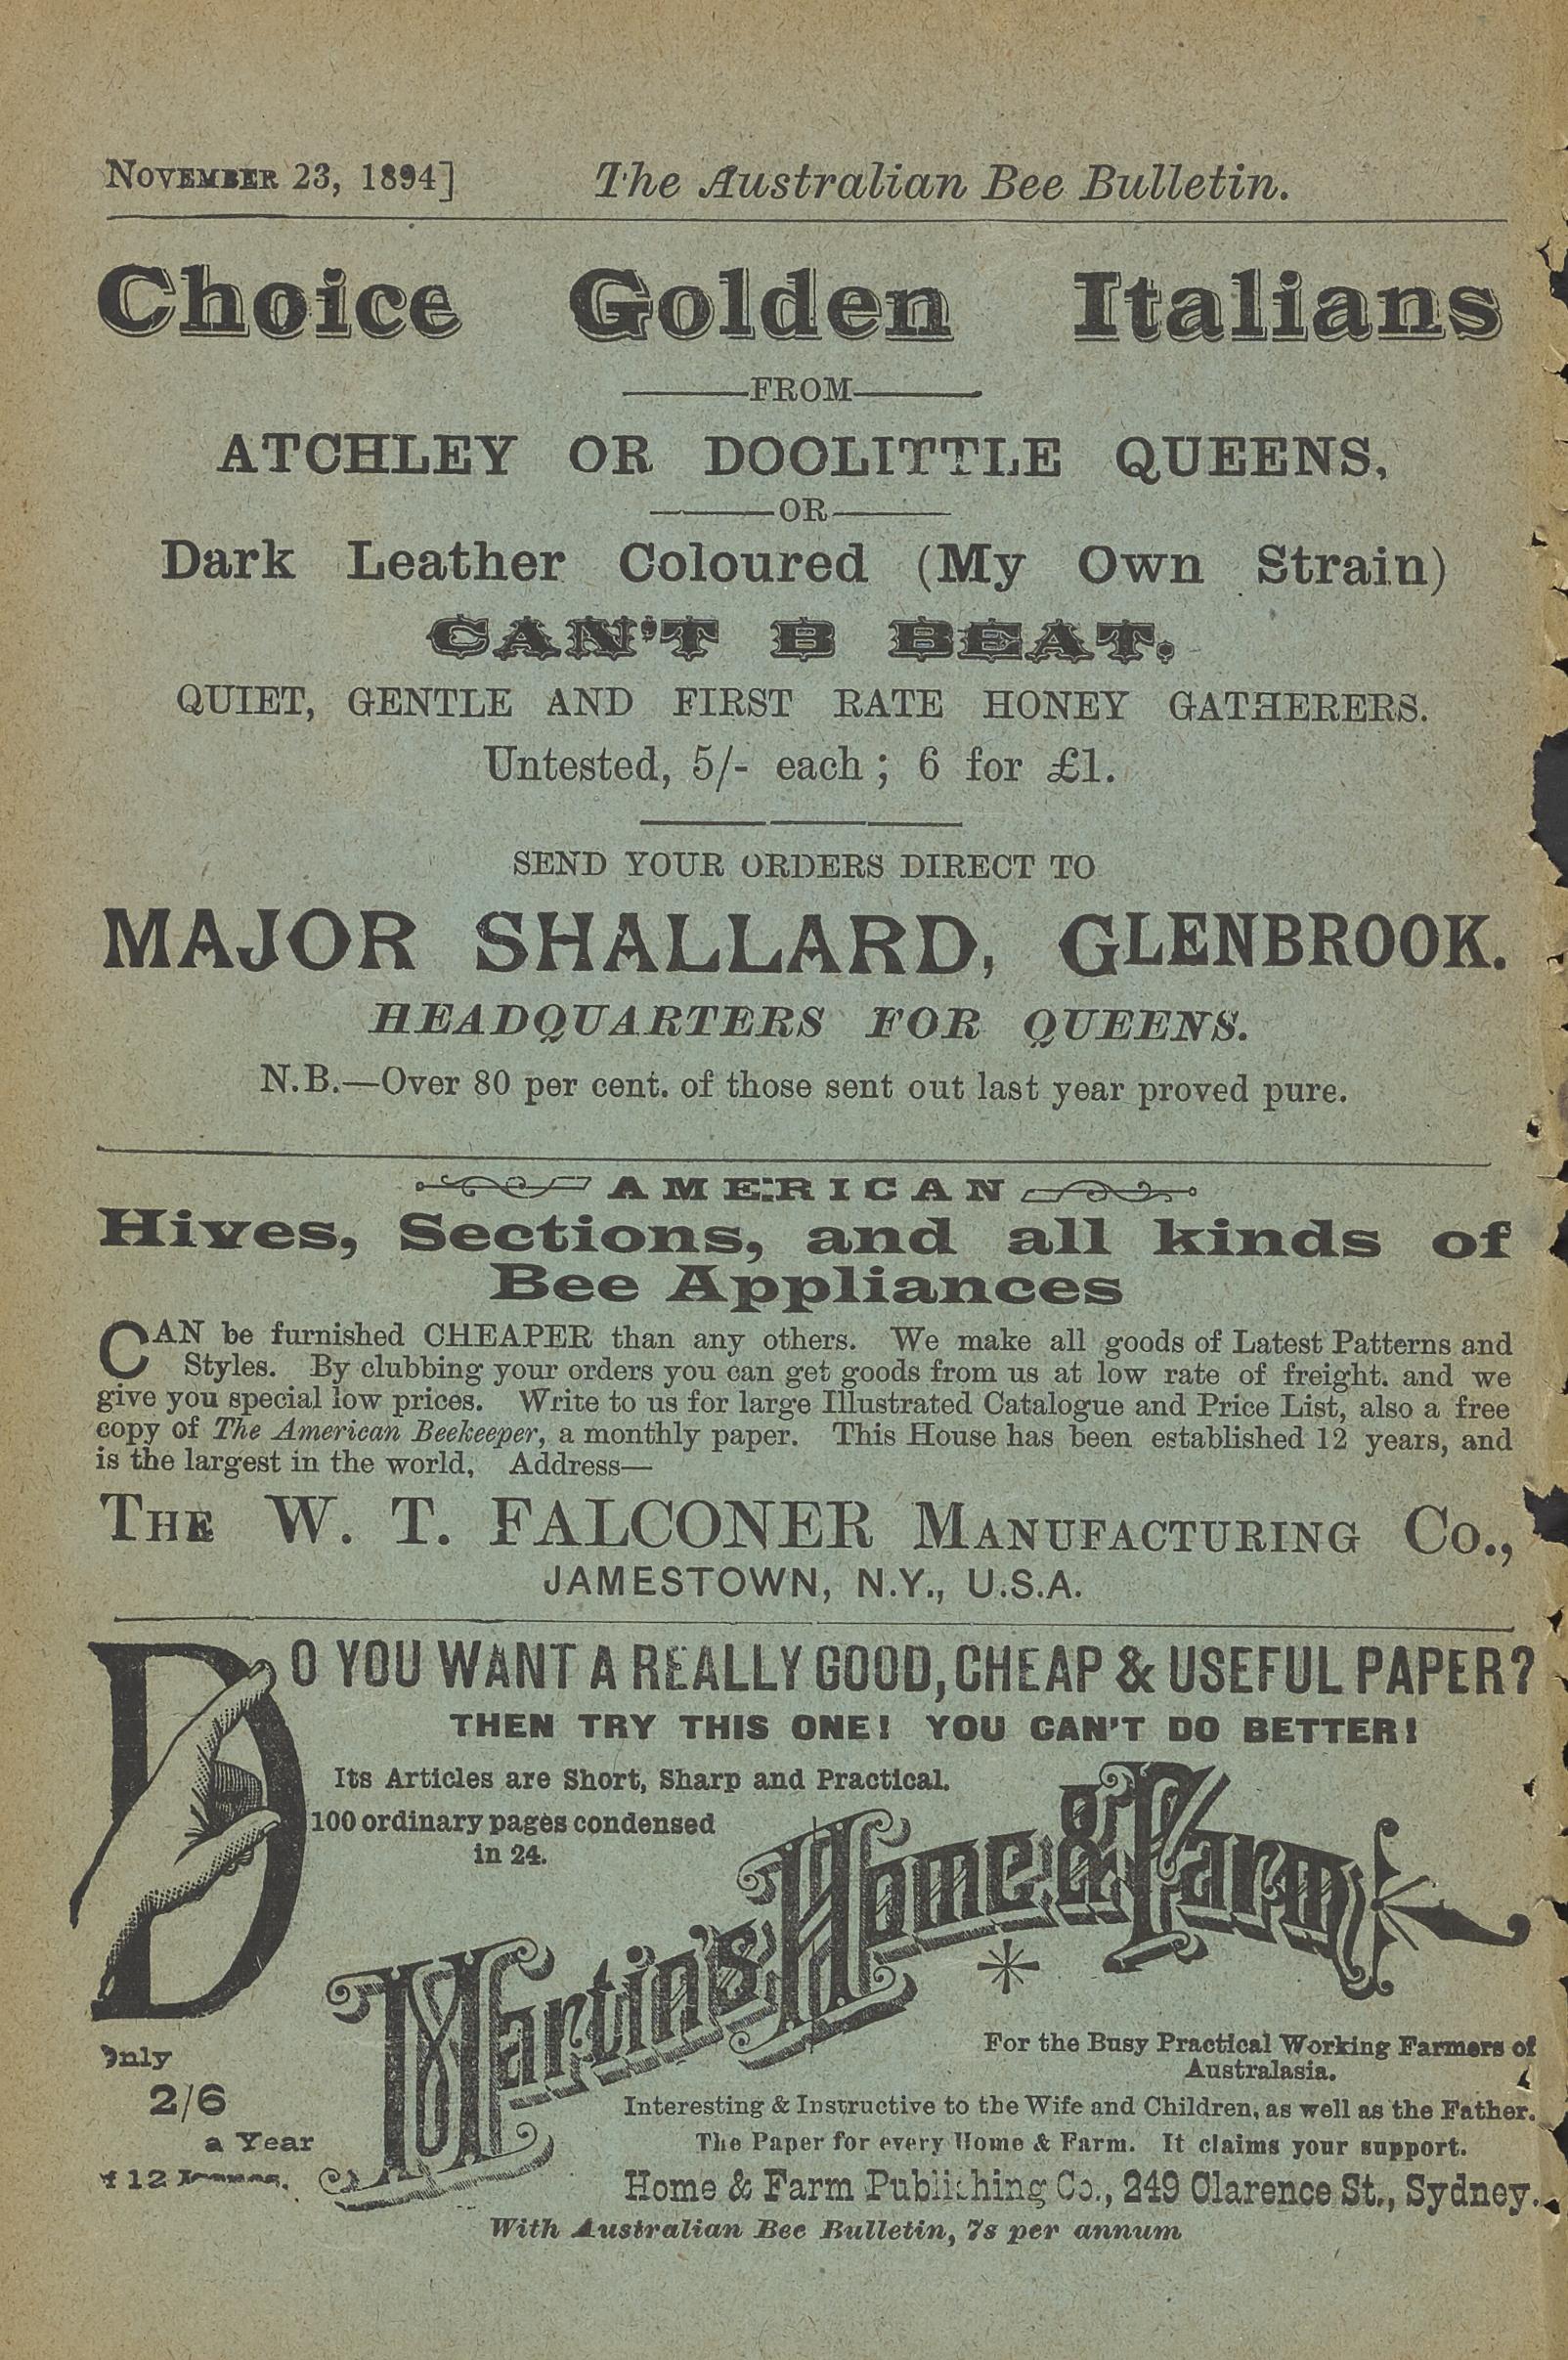 NOVEMBER 23, 1894] The Australian Bee Bulletin.
Choice Golden Italians
FROM
ATCHLEY OR DOOLITTLE QUEENS,
OR
Dark Leather Coloured (My Own Strain)
CAN'T B BEAT.
QUIET, GENTLE AND FIRST RATE HONEY GATHERERS.
Untested, 5/- each; 6 for £1.
SEND YOUR ORDERS DIRECT TO
MAJOR SHALLARD, GLENBROOK.
HEADQUARTERS FOR QUEENS.
N.B.—Over 80 per cent. of those sent out last year proved pure.
AMERICAN
Hives, Sections, and all kinds of
Bee Appliances
CAN be furnished CHEAPER than any others. We make all goods of Latest Patterns and
Styles. By clubbing your orders you can get goods from us at low rate of freight. and we
give you special low prices. Write to us for large Illustrated Catalogue and Price List, also a free
copy of The American Beekeeper, a monthly paper. This House has been established 12 years, and
is the largest in the world, Address—
THE W. T. FALCONER MANUFACTURING CO.,
JAMESTOWN, N.Y., U.S.A.
DO YOU WANT A REALLY GOOD, CHEAP & USEFUL PAPER?
THEN TRY THIS ONE! YOU CAN'T DO BETTER!
Its Articles are Short, Sharp and Practical.
100 ordinary pages condensed
in 24.
Martin's Home & Farm
Only
2/6
a Year
12
For the Busy Practical Working Farmers of
Australasia.
Interesting & Instructive to the Wife and Children, as well as the Father.
The Paper for every Home & Farm. It claims your support.
Home & Farm Publishing Co., 249 Clarence St., Sydney.
With Australian Bee Bulletin, 7s per annum